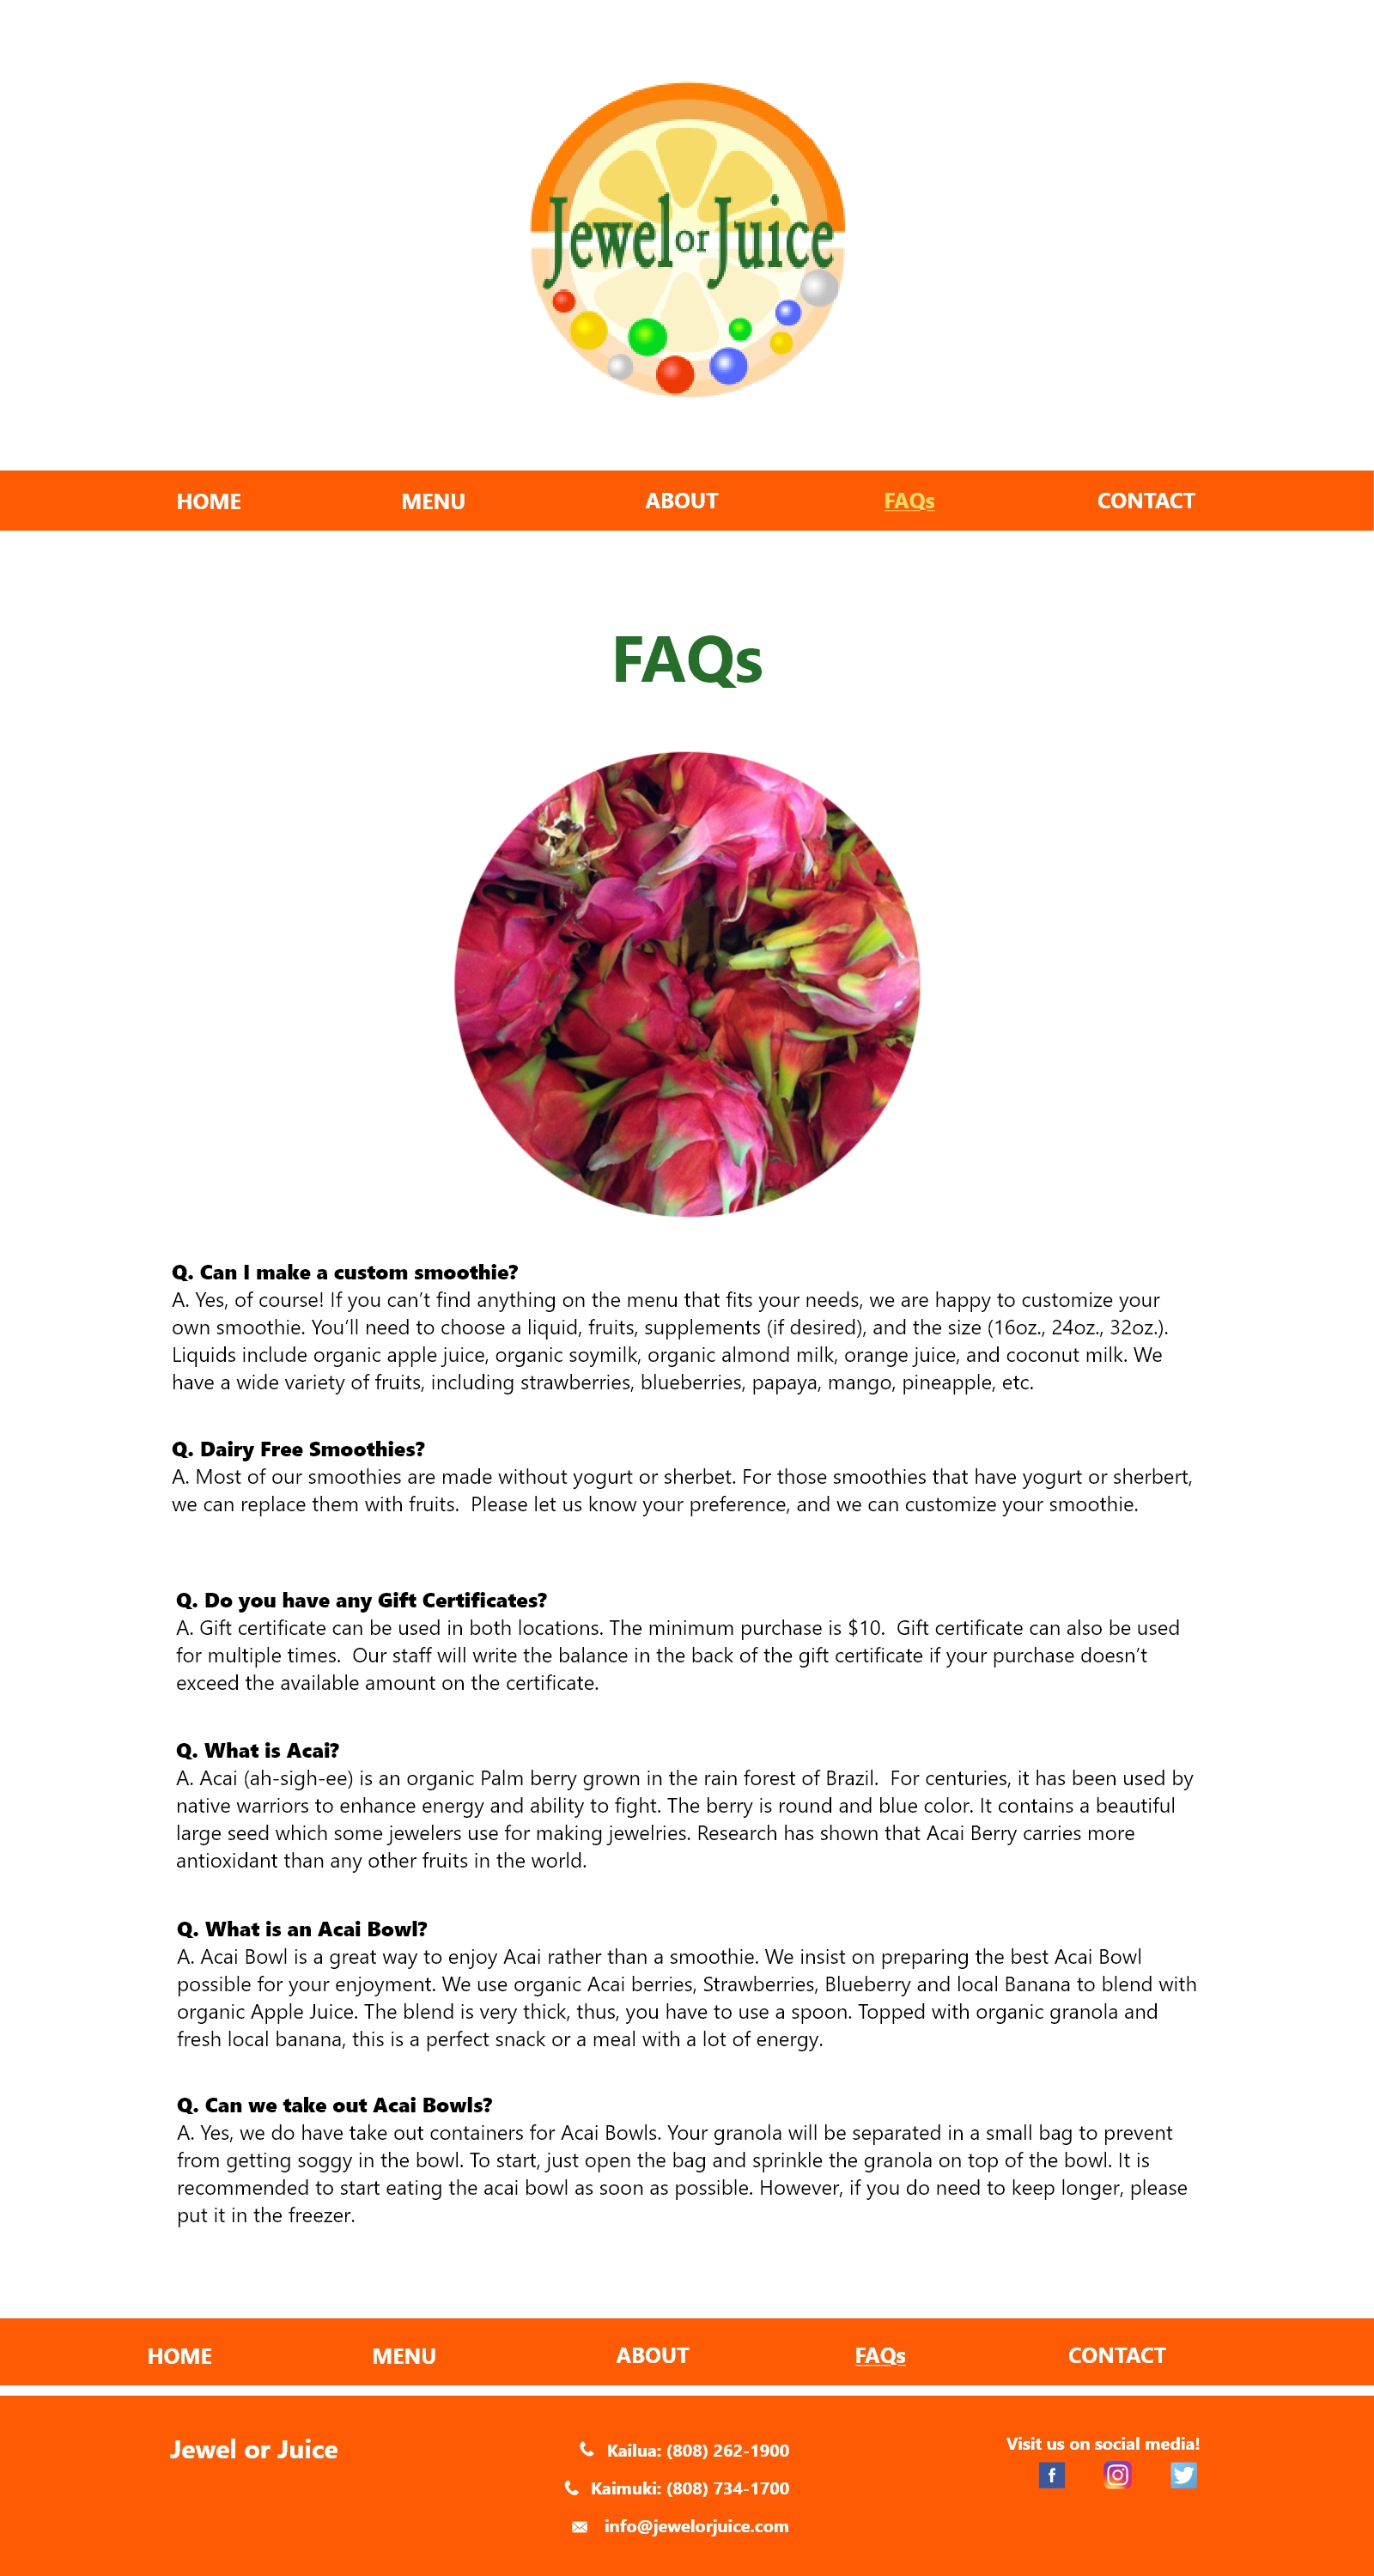 Jewel or Juice
HOME MENU ABOUT FAQs CONTACT
FAQs
Q. Can I make a custom smoothie?
A. Yes, of course! If you can’t find anything on the menu that fits your needs, we are happy to customize your
own smoothie. You’ll need to choose a liquid, fruits, supplements (if desired), and the size (16oz., 24oz., 32oz.).
Liquids include organic apple juice, organic soymilk, organic almond milk, orange juice, and coconut milk. We
have a wide variety of fruits, including strawberries, blueberries, papaya, mango, pineapple, etc.
Q. Dairy Free Smoothies?
A. Most of our smoothies are made without yogurt or sherbet. For those smoothies that have yogurt or sherbert,
we can replace them with fruits.  Please let us know your preference, and we can customize your smoothie.
Q. Do you have any Gift Certificates?
A. Gift certificate can be used in both locations. The minimum purchase is $10.  Gift certificate can also be used
for multiple times.  Our staff will write the balance in the back of the gift certificate if your purchase doesn’t
exceed the available amount on the certificate.
Q. What is Acai?
A. Acai (ah-sigh-ee) is an organic Palm berry grown in the rain forest of Brazil.  For centuries, it has been used by
native warriors to enhance energy and ability to fight. The berry is round and blue color. It contains a beautiful
large seed which some jewelers use for making jewelries. Research has shown that Acai Berry carries more
antioxidant than any other fruits in the world.
Q. What is an Acai Bowl?
A. Acai Bowl is a great way to enjoy Acai rather than a smoothie. We insist on preparing the best Acai Bowl
possible for your enjoyment. We use organic Acai berries, Strawberries, Blueberry and local Banana to blend with
organic Apple Juice. The blend is very thick, thus, you have to use a spoon. Topped with organic granola and
fresh local banana, this is a perfect snack or a meal with a lot of energy.
Q. Can we take out Acai Bowls?
A. Yes, we do have take out containers for Acai Bowls. Your granola will be separated in a small bag to prevent
from getting soggy in the bowl. To start, just open the bag and sprinkle the granola on top of the bowl. It is
recommended to start eating the acai bowl as soon as possible. However, if you do need to keep longer, please
put it in the freezer.
HOME MENU ABOUT FAQs CONTACT
Jewel or Juice
Kailua: (808) 262-1900
Kaimuki: (808) 734-1700
info@jewelorjuice.com
Visit us on social media!